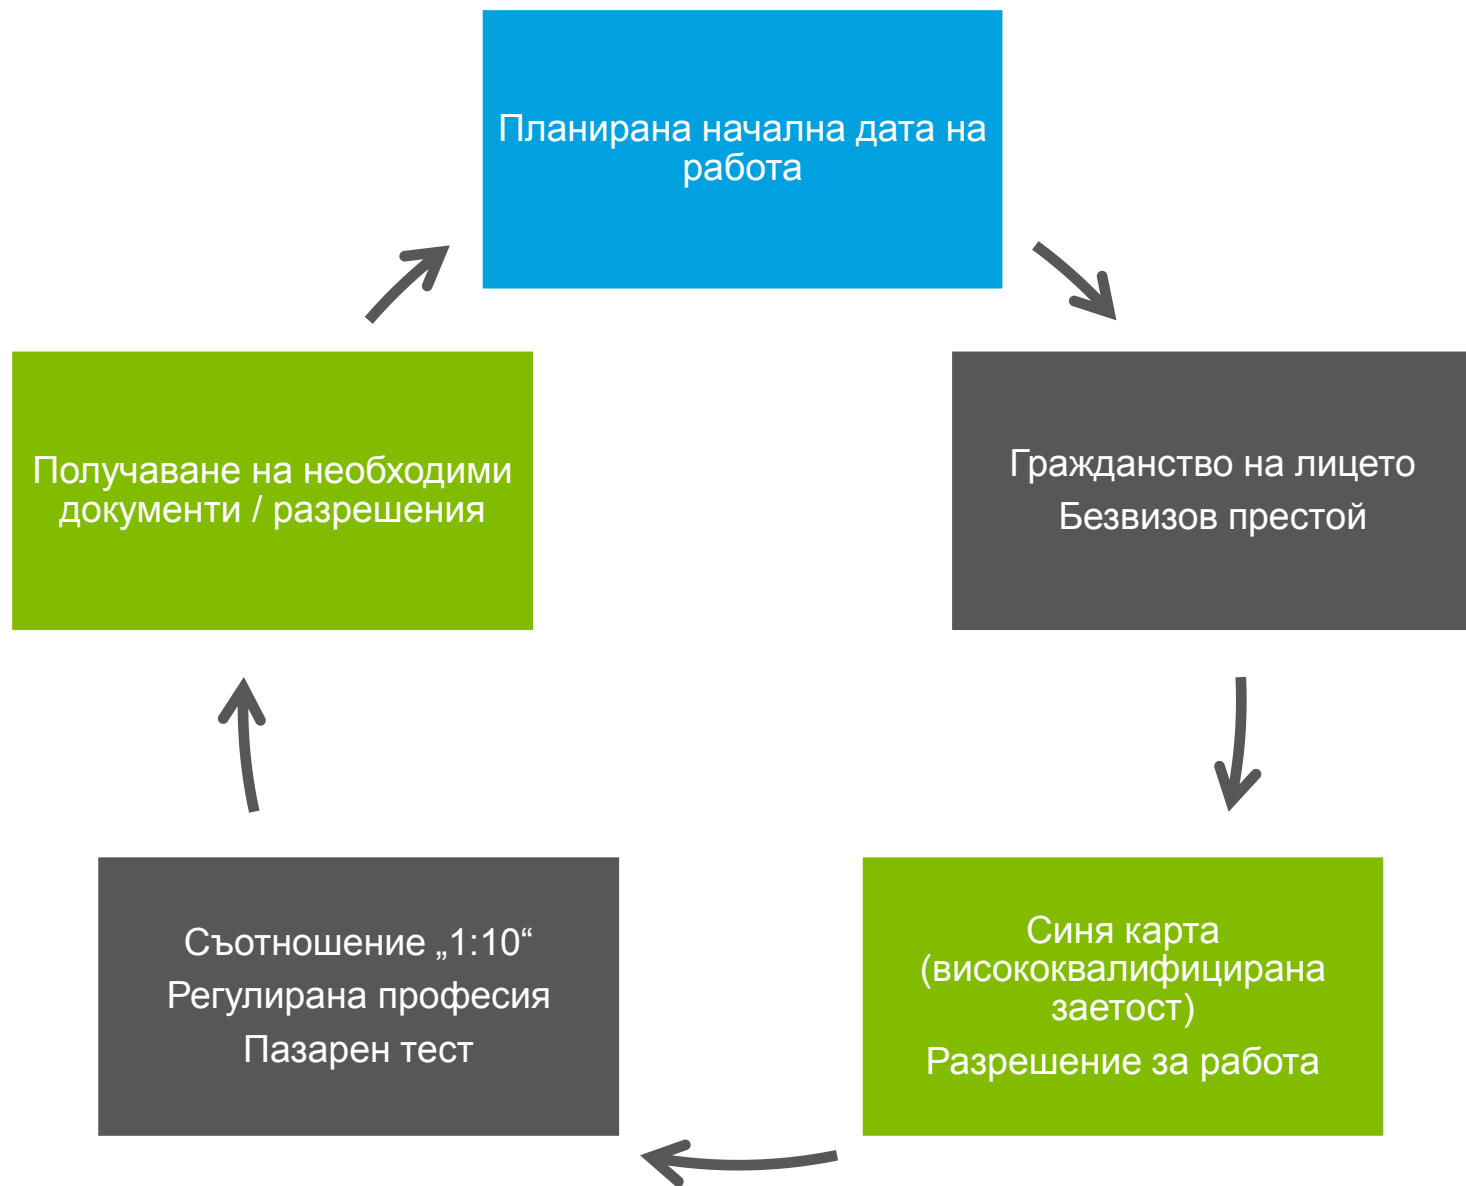 Планирана начална дата на
работа
Гражданство на лицето
Безвизов престой
Синя карта
(висококвалифицирана
заетост)
Разрешение за работа
Съотношение „1:10“
Регулирана професия
Пазарен тест
Получаване на необходими
документи / разрешения